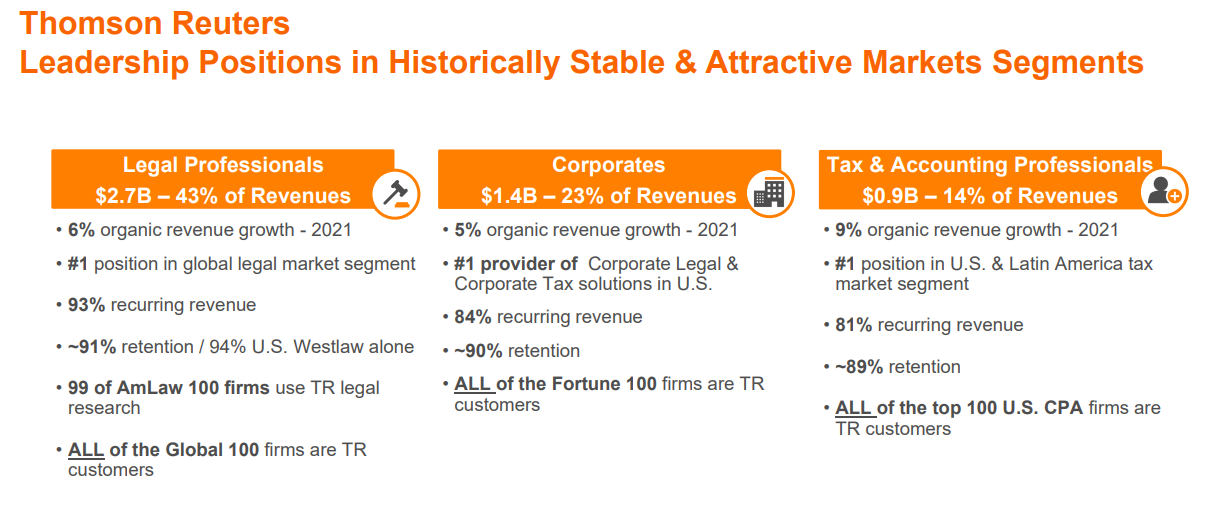 Thomson Reuters
Leadership Positions in Historically Stable & Attractive Markets Segments
Legal Professionals
$2.7B – 43% of Revenues
• 6% organic revenue growth - 2021
• #1 position in global legal market segment
• 93% recurring revenue
• ~91% retention / 94% U.S. Westlaw alone
• 99 of AmLaw 100 firms use TR legal
research
• ALL of the Global 100 firms are TR
customers
Corporates
$1.4B – 23% of Revenues
• 5% organic revenue growth - 2021
• #1 provider of Corporate Legal &
Corporate Tax solutions in U.S.
• 84% recurring revenue
• ~90% retention
• ALL of the Fortune 100 firms are TR
customers
Tax & Accounting Professionals
$0.9B – 14% of Revenues
• 9% organic revenue growth - 2021
• #1 position in U.S. & Latin America tax
market segment
• 81% recurring revenue
• ~89% retention
• ALL of the top 100 U.S. CPA firms are
TR customers